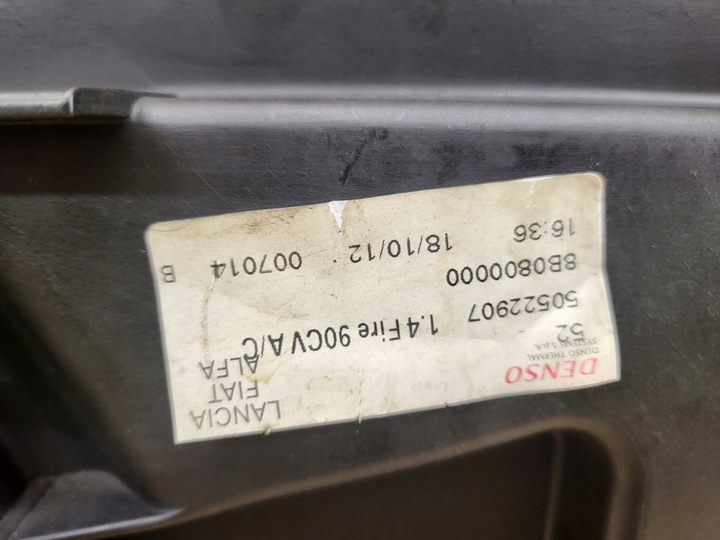 DENSO
DENSO THERMAL
SYSTEMS S.p.A.
LANCIA
FIAT
ALFA
52
50522907 1.4 Fire 90CV A/C
8B0800000
16:36 18/10/12 007014 B